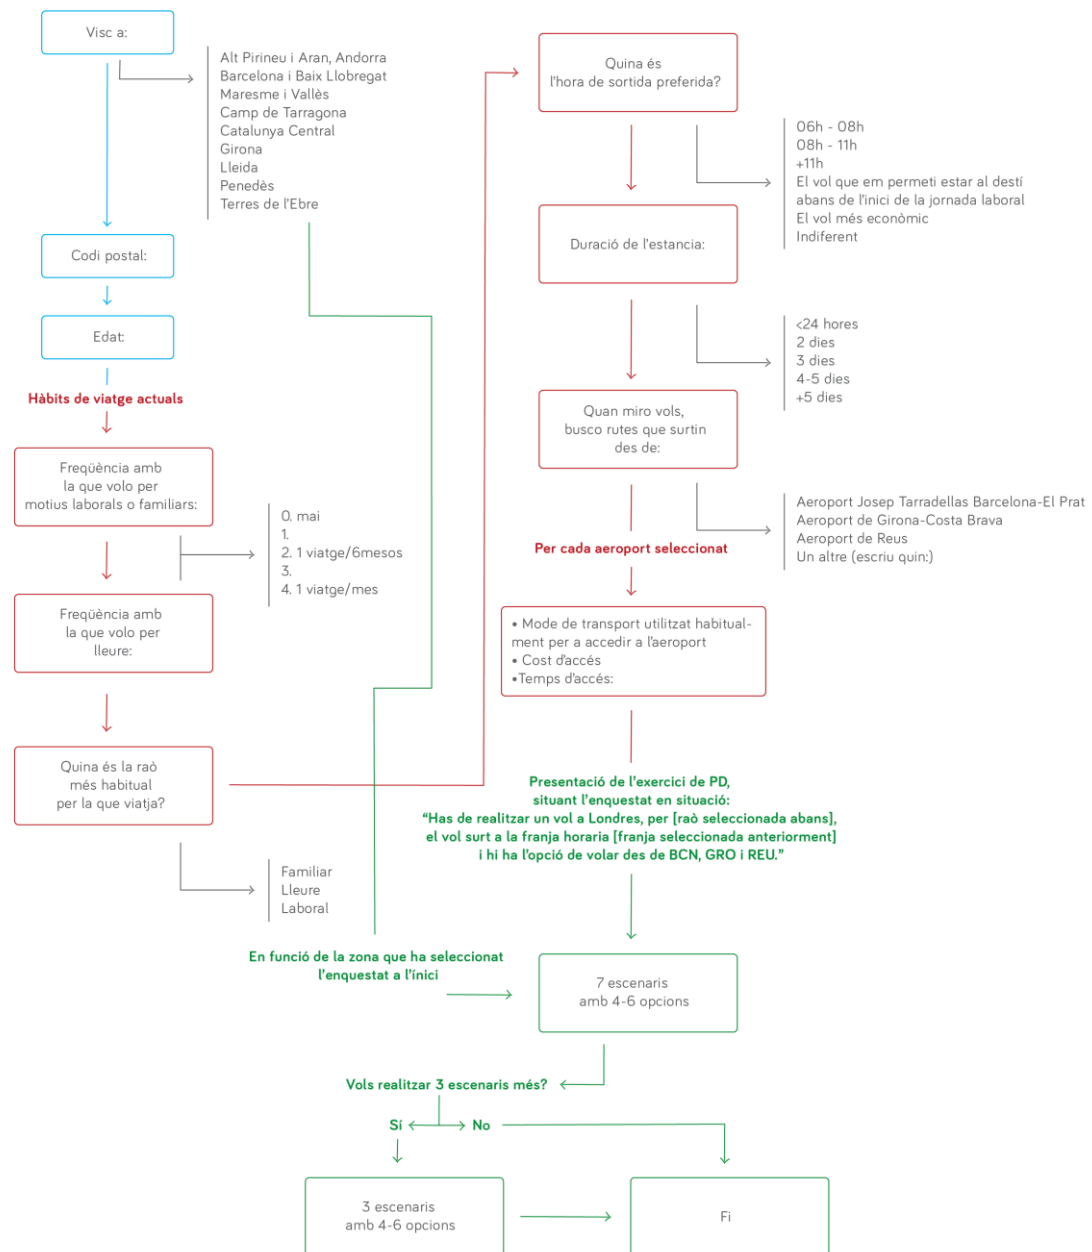 Visc a:
Alt Pirineu i Aran, Andorra
Barcelona i Baix Llobregat
Maresme i Vallès
Camp de Tarragona
Catalunya Central
Girona
Lleida
Penedès
Terres de l'Ebre
Codi postal:
Edat:
Hàbits de viatge actuals
Freqüència amb
la que volo per
motius laborals o familiars:
0. mai
1.
2. 1 viatge/6mesos
3.
4. 1 viatge/mes
Freqüència amb
la que volo per
lleure:
Quina és la raò
més habitual
per la que viatja?
Familiar
Lleure
Laboral
Quina és
l'hora de sortida preferida?
06h - 08h
08h - 11h
+11h
El vol que em permeti estar al destí
abans de l'inici de la jornada laboral
El vol més econòmic
Indiferent
Duració de l'estancia:
<24 hores
2 dies
3 dies
4-5 dies
+5 dies
Quan miro vols,
busco rutes que surtin
des de:
Aeroport Josep Tarradellas Barcelona-El Prat
Aeroport de Girona-Costa Brava
Aeroport de Reus
Un altre (escriu quin:)
Per cada aeroport seleccionat
• Mode de transport utilitzat habitual-
ment per a accedir a l'aeroport
• Cost d'accés
•Temps d'accés:
Presentació de l'exercici de PD,
situant l'enquestat en situació:
“Has de realitzar un vol a Londres, per [raò seleccionada abans],
el vol surt a la franja horaria [franja seleccionada anteriorment]
i hi ha l'opció de volar des de BCN, GRO i REU.”
En funció de la zona que ha seleccionat
l'enquestat a l'ínici
7 escenaris
amb 4-6 opcions
Vols realitzar 3 escenaris més?
Sí
No
3 escenaris
amb 4-6 opcions
Fi